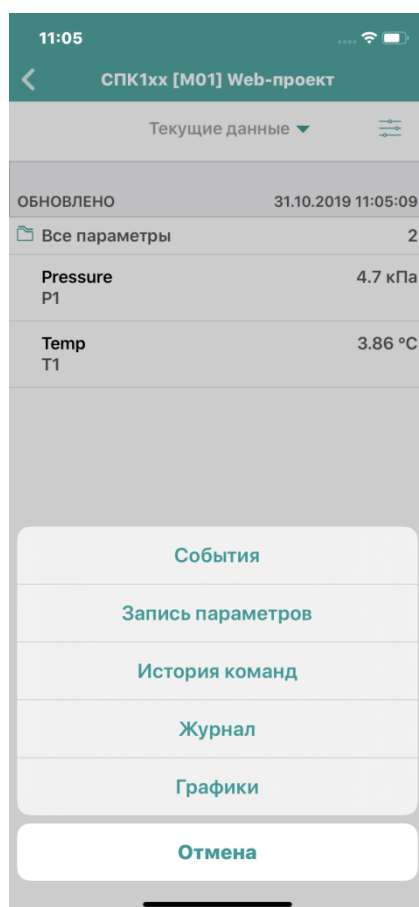 11:05
СПК1хх [M01] Web-проект
Текущие данные
ОБНОВЛЕНО 31.10.2019 11:05:09
Все параметры 2
Pressure 4.7 кПа
P1
Temp 3.86 °C
T1
События
Запись параметров
История команд
Журнал
Графики
Отмена